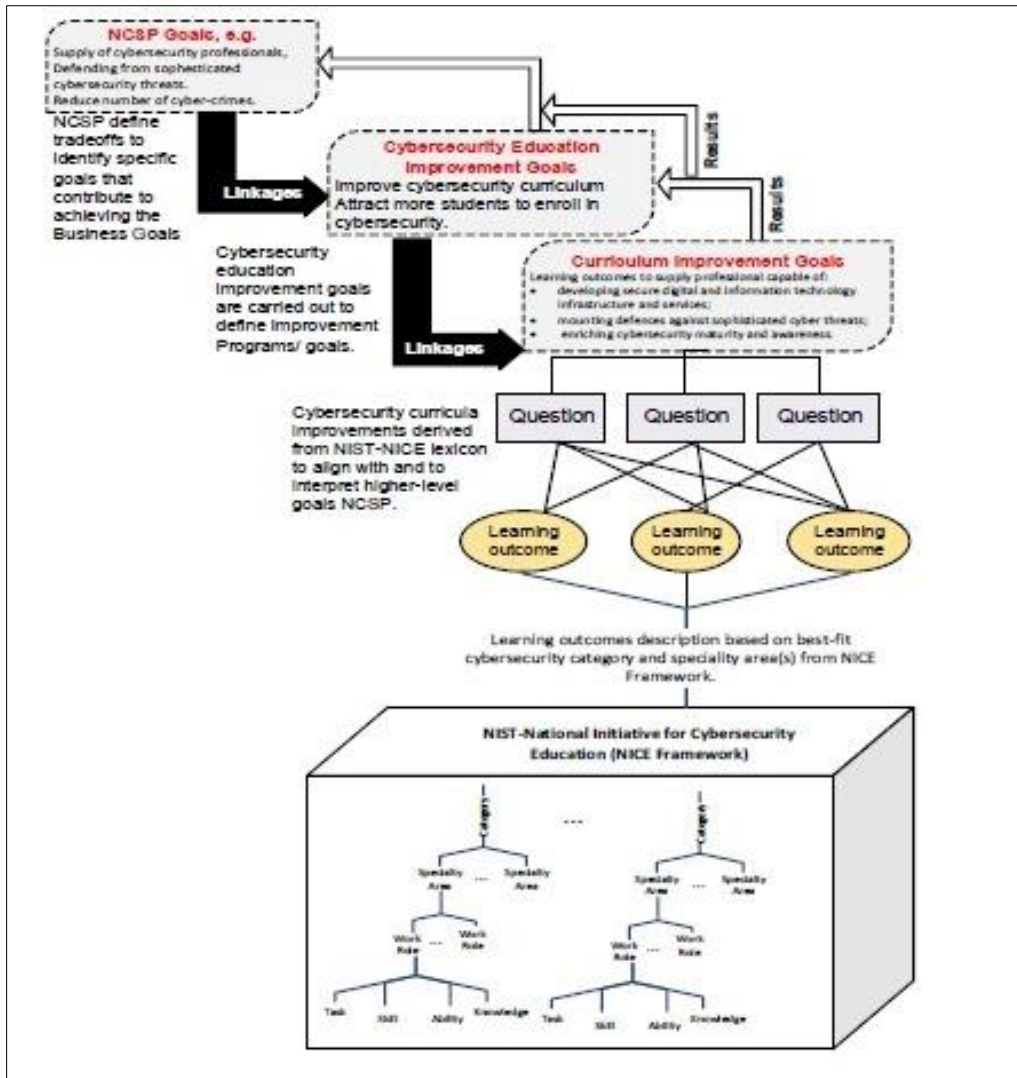 NCSP Goals, e.g.
Supply of cybersecurity professionals,
Defending from sophesticated
cybersecurity threats.
Reduce number of cyber-crimes.
NCSP define
tradeoffs to
identify specific
goals that
contribute to
achieving the
Business Goals
Linkages
Results
Cybersecurity Education
Improvement Goals
Improve cybersecurity curriculum
Attract more students to enroll in
cybersecurity.
Results
Cybersecurity
education
improvement goals
are carried out to
define Improvement
Programs/ goals.
Linkages
Curriculum Improvement Goals
Learning outcomes to supply professional capable of:
• developing secure digital and information technology
infrastructure and services;
• mounting defences against sophisticated cyber threats;
• enriching cybersecurity maturity and awareness.
Question
Question
Question
Cybersecurity curricula
improvements derived
from NIST-NICE lexicon
to align with and to
interpret higher-level
goals NCSP.
Learning
outcome
Learning
outcome
Learning
outcome
Learning outcomes description based on best-fit
cybersecurity category and speciality area(s) from NICE
Framework.
NIST-National Initiative for Cybersecurity
Education (NICE Framework)
Category
...
Category
Specialty
Area
...
Specialty
Area
Specialty
Area
...
Specialty
Area
Work
Role
...
Work
Role
Work
Role
...
Work
Role
Task
Skill
Ability
Knowledge
Task
Skill
Ability
Knowledge